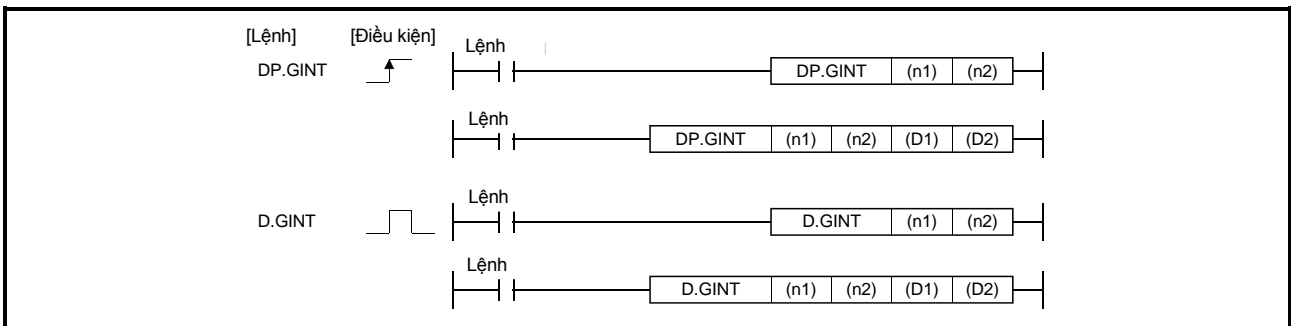 [Lệnh] [Điều kiện] Lệnh
DP.GINT DP.GINT (n1) (n2)
Lệnh
DP.GINT (n1) (n2) (D1) (D2)
Lệnh
D.GINT D.GINT (n1) (n2)
Lệnh
D.GINT (n1) (n2) (D1) (D2)